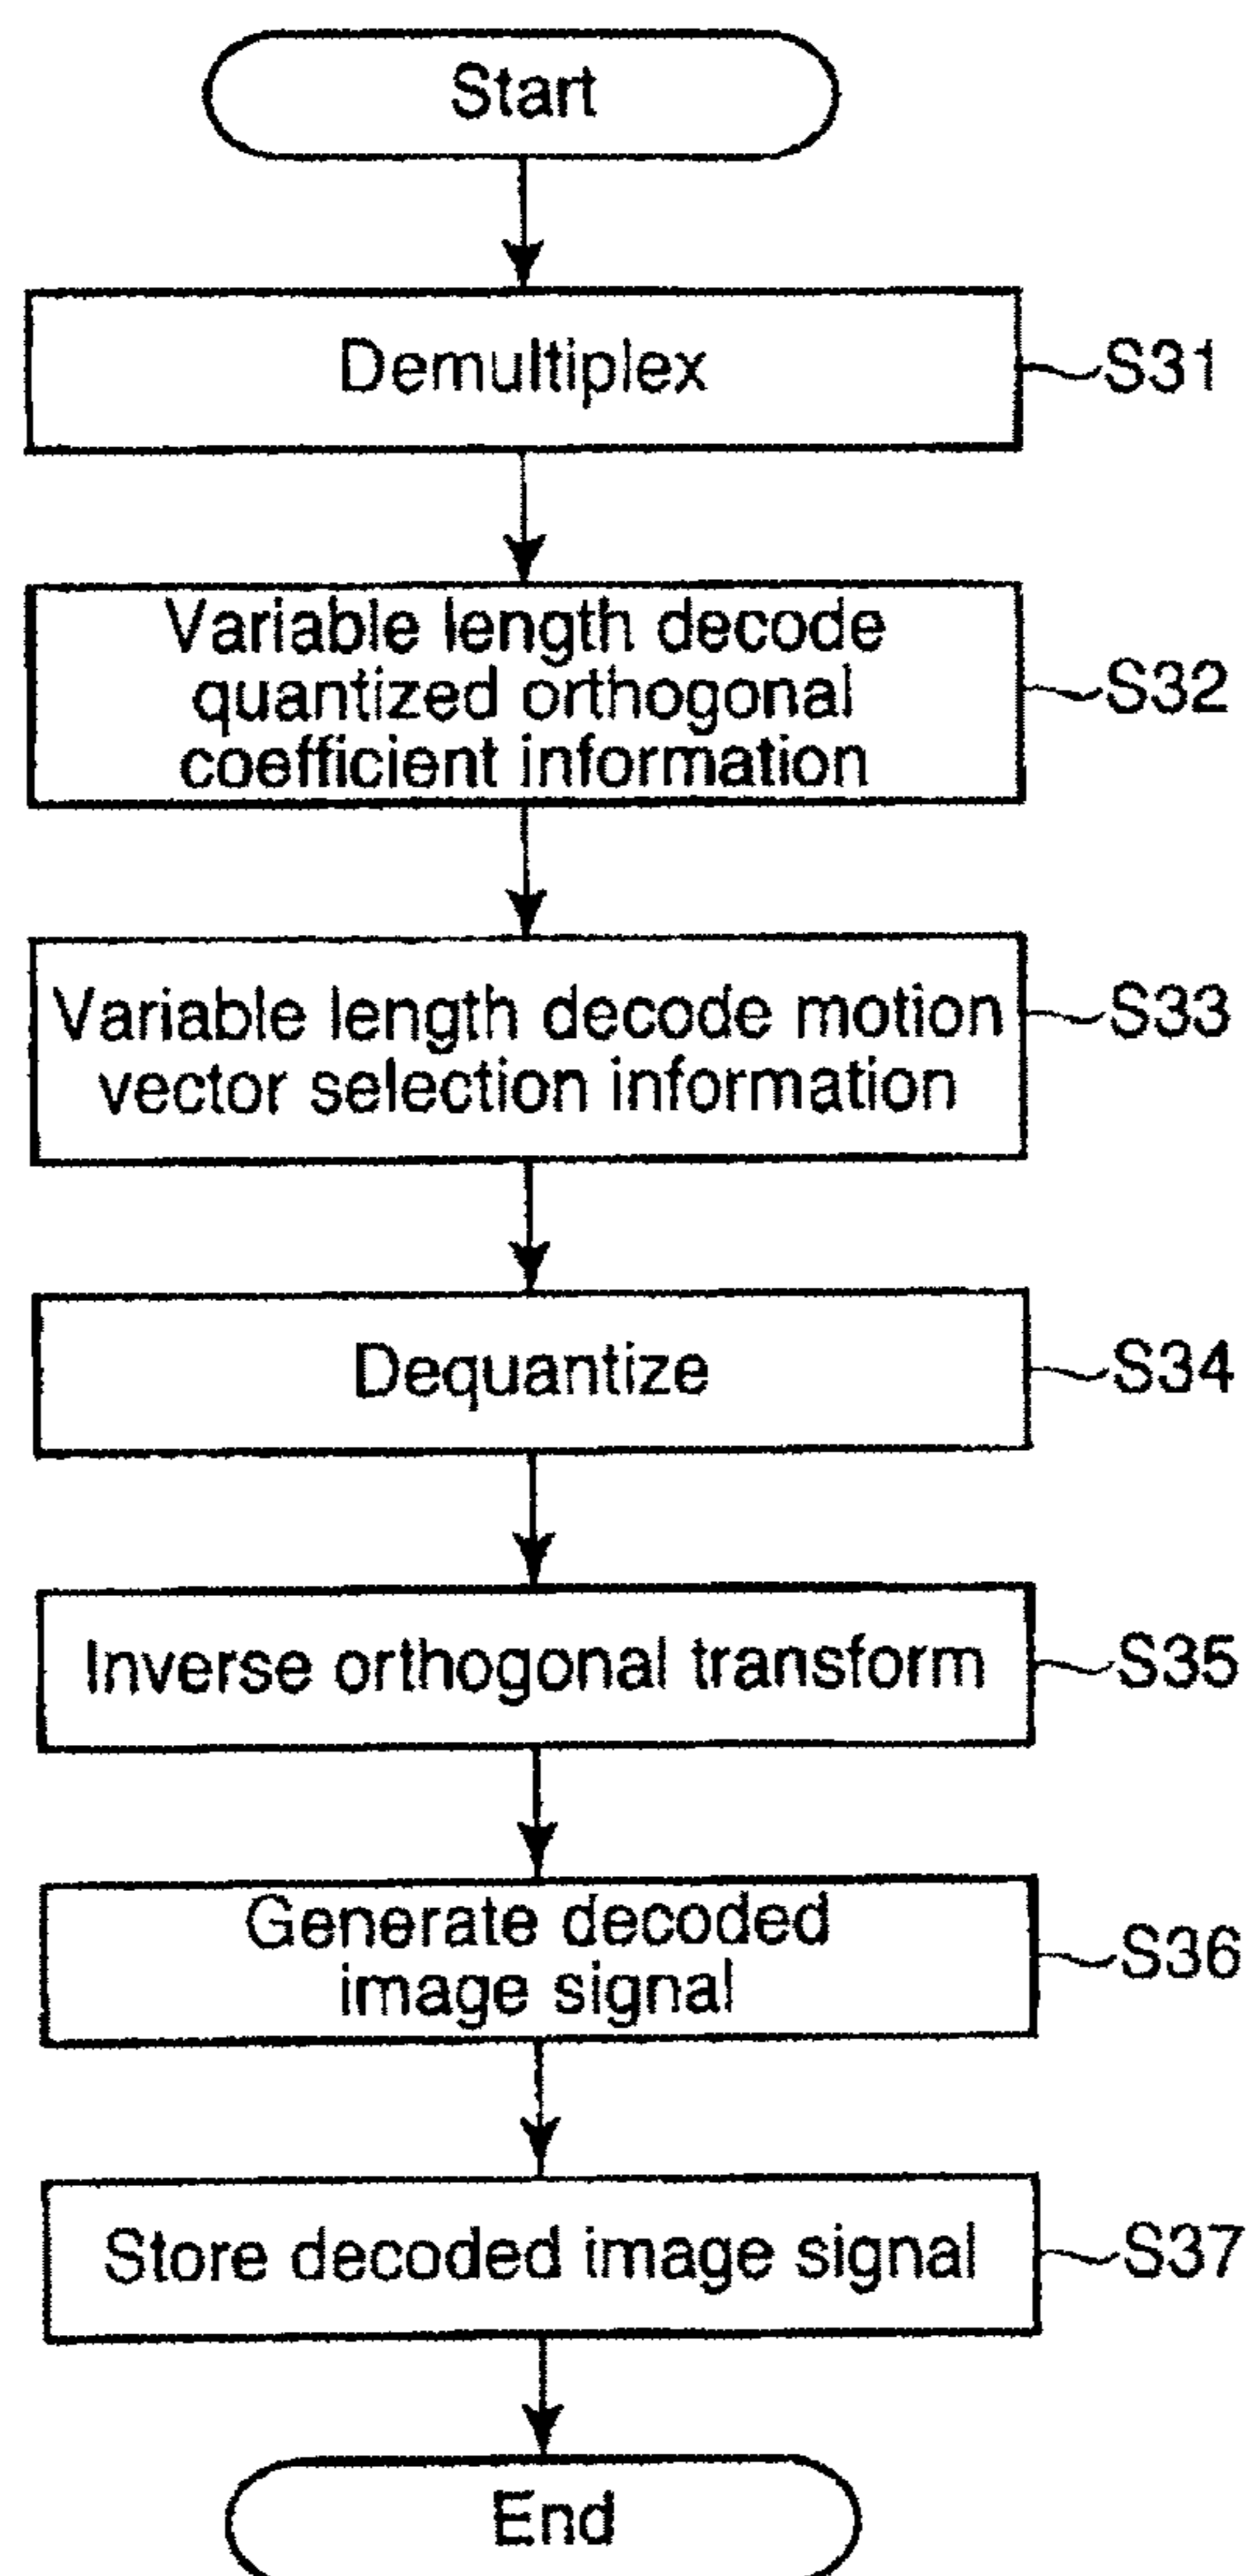 Start
Demultiplex
S31
Variable length decode
quantized orthogonal
coefficient information
S32
Variable length decode motion
vector selection information
S33
Dequantize
S34
Inverse orthogonal transform
S35
Generate decoded
image signal
S36
Store decoded image signal
S37
End